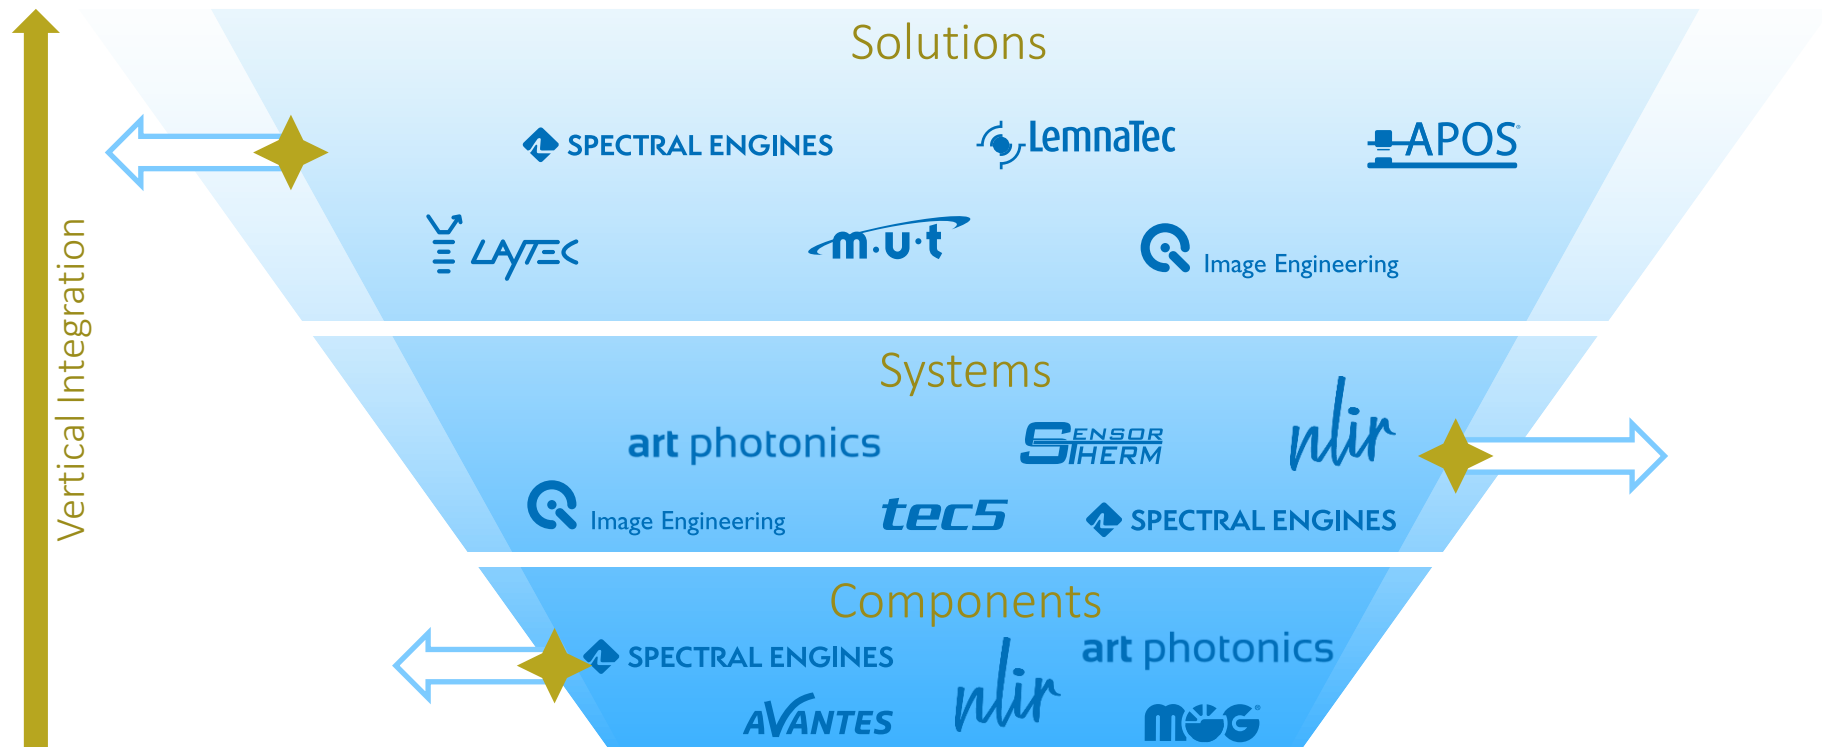 Solutions
SPECTRAL ENGINES
LemnaTec
APOS®
LAYTEC
m·u·t
Image Engineering
Vertical Integration
Systems
art photonics
SENSOR
THERM
nlir
Image Engineering
tec5
SPECTRAL ENGINES
Components
SPECTRAL ENGINES
nlir
art photonics
AVANTES
MOG®